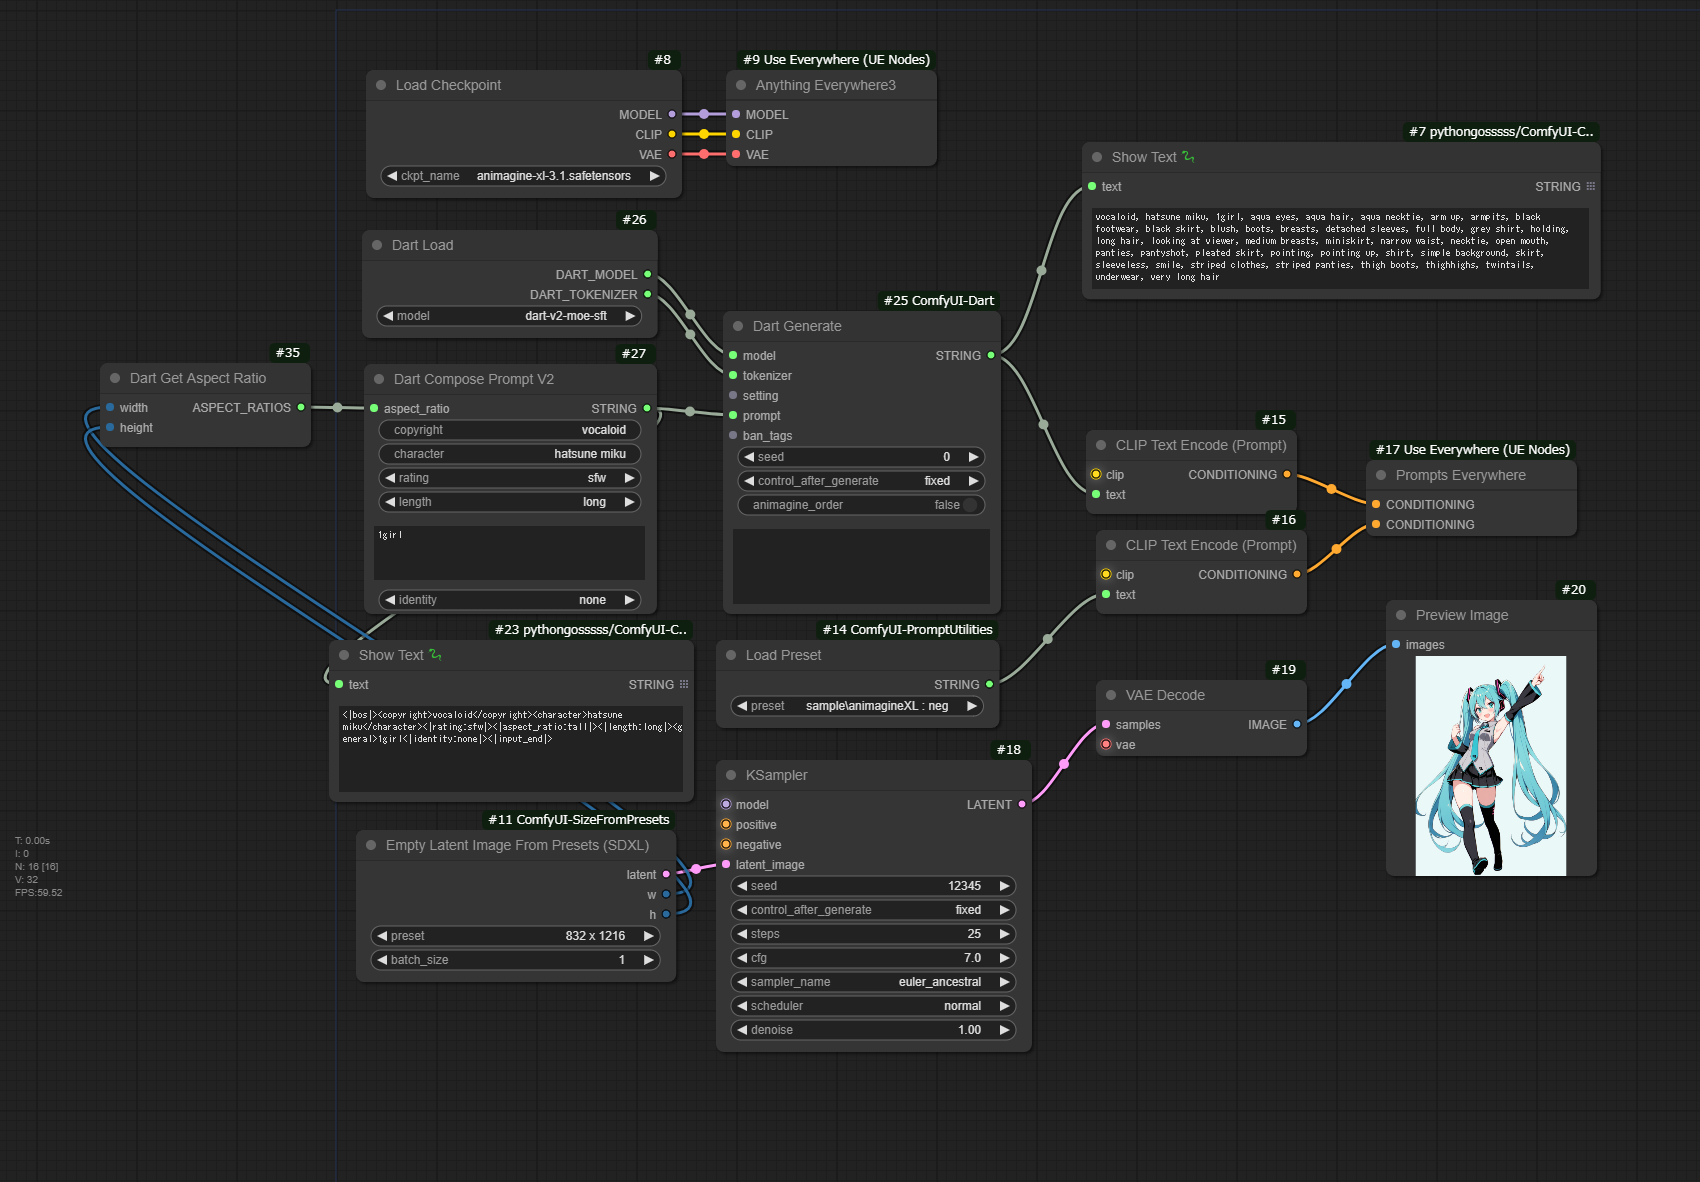 #8
Load Checkpoint
MODEL
CLIP
VAE
ckpt_name animagine-xl-3.1.safetensors
#9 Use Everywhere (UE Nodes)
Anything Everywhere3
MODEL
CLIP
VAE
#7 pythongosssss/ComfyUI-C..
Show Text
text STRING
vocaloid, hatsune miku, 1girl, aqua eyes, aqua hair, aqua necktie, arm up, armpits, black
footwear, black skirt, blush, boots, breasts, detached sleeves, full body, grey shirt, holding,
long hair, looking at viewer, medium breasts, miniskirt, narrow waist, necktie, open mouth,
panties, pantyshot, pleated skirt, pointing, pointing up, shirt, simple background, skirt,
sleeveless, smile, striped clothes, striped panties, thigh boots, thighhighs, twintails,
underwear, very long hair
#26
Dart Load
DART_MODEL
DART_TOKENIZER
model dart-v2-moe-sft
#25 ComfyUI-Dart
Dart Generate
model STRING
tokenizer
setting
prompt
ban_tags
seed 0
control_after_generate fixed
animagine_order false
#35
Dart Get Aspect Ratio
width ASPECT_RATIOS
height
#27
Dart Compose Prompt V2
aspect_ratio STRING
copyright vocaloid
character hatsune miku
rating sfw
length long
1girl
identity none
#15
CLIP Text Encode (Prompt)
clip CONDITIONING
text
#17 Use Everywhere (UE Nodes)
Prompts Everywhere
CONDITIONING
CONDITIONING
#16
CLIP Text Encode (Prompt)
clip CONDITIONING
text
#20
Preview Image
images
#23 pythongosssss/ComfyUI-C..
Show Text
text STRING
<|bos|><copyright>vocaloid</copyright><character>hatsune
miku</character><|rating:sfw|><|aspect_ratio:tall|><|length:long|><g
eneral>1girl<|identity:none|><|input_end|>
#14 ComfyUI-PromptUtilities
Load Preset
STRING
preset sample\animagineXL : neg
#19
VAE Decode
samples IMAGE
vae
#18
KSampler
model LATENT
positive
negative
latent_image
seed 12345
control_after_generate fixed
steps 25
cfg 7.0
sampler_name euler_ancestral
scheduler normal
denoise 1.00
#11 ComfyUI-SizeFromPresets
Empty Latent Image From Presets (SDXL)
latent
w
h
preset 832 x 1216
batch_size 1
T: 0.00s
I: 0
N: 16 [16]
V: 32
FPS:59.52